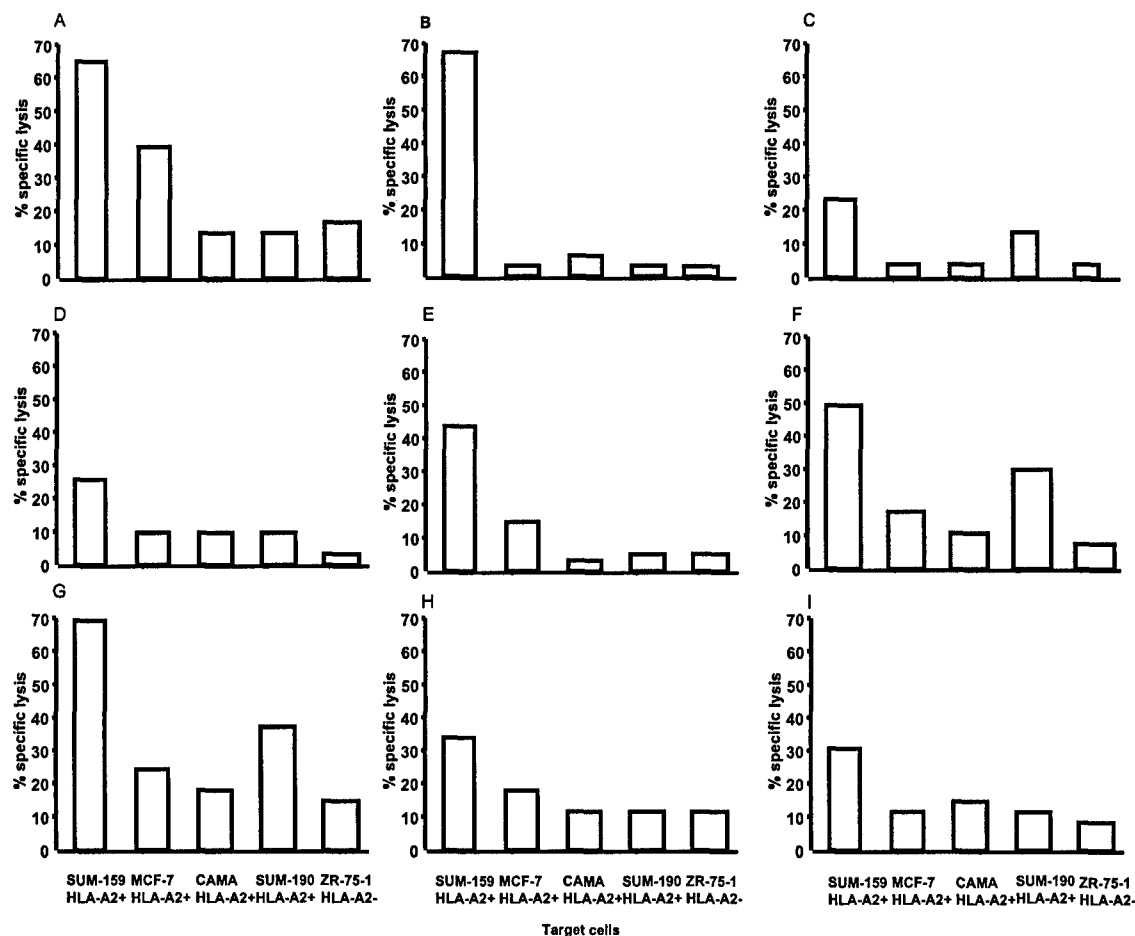 A
B
C
% specific lysis
70
60
50
40
30
20
10
0
% specific lysis
70
60
50
40
30
20
10
% specific lysis
70
60
50
40
30
20
10
0
D
E
F
% specific lysis
70
60
50
40
30
20
10
0
% specific lysis
70
60
50
40
30
20
10
0
% specific lysis
70
60
50
40
30
20
10
0
G
H
I
% specific lysis
70
60
50
40
30
20
10
0
% specific lysis
70
60
50
40
30
20
10
0
% specific lysis
70
60
50
40
30
20
10
0
SUM-159 MCF-7 CAMA SUM-190 ZR-75-1
HLA-A2+ HLA-A2+ HLA-A2+ HLA-A2+ HLA-A2-
SUM-159 MCF-7 CAMA SUM-190 ZR-75-1
HLA-A2+ HLA-A2+ HLA-A2+ HLA-A2+ HLA-A2-
SUM-159 MCF-7 CAMA SUM-190 ZR-75-1
HLA-A2+ HLA-A2+ HLA-A2+ HLA-A2+ HLA-A2-
Target cells